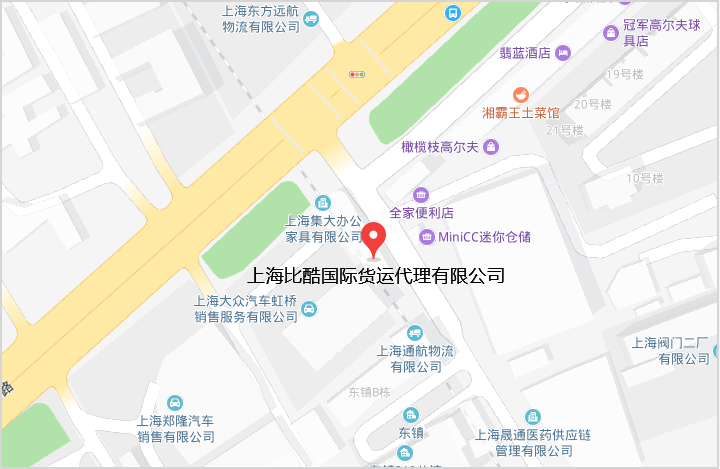 上海东方远航
物流有限公司
冠军高尔夫球
具店
翡蓝酒店
19号楼
湘霸王土菜馆
20号楼
21号楼
橄榄枝高尔夫
10号楼
全家便利店
上海集大办公
家具有限公司
MiniCC迷你仓储
上海比酷国际货运代理有限公司
上海大众汽车虹桥
销售服务有限公司
上海通航物流
有限公司
上海阀门二厂
有限公司
路
东镇B栋
上海郑隆汽车
销售有限公司
东镇
上海晟通医药供应链
管理有限公司